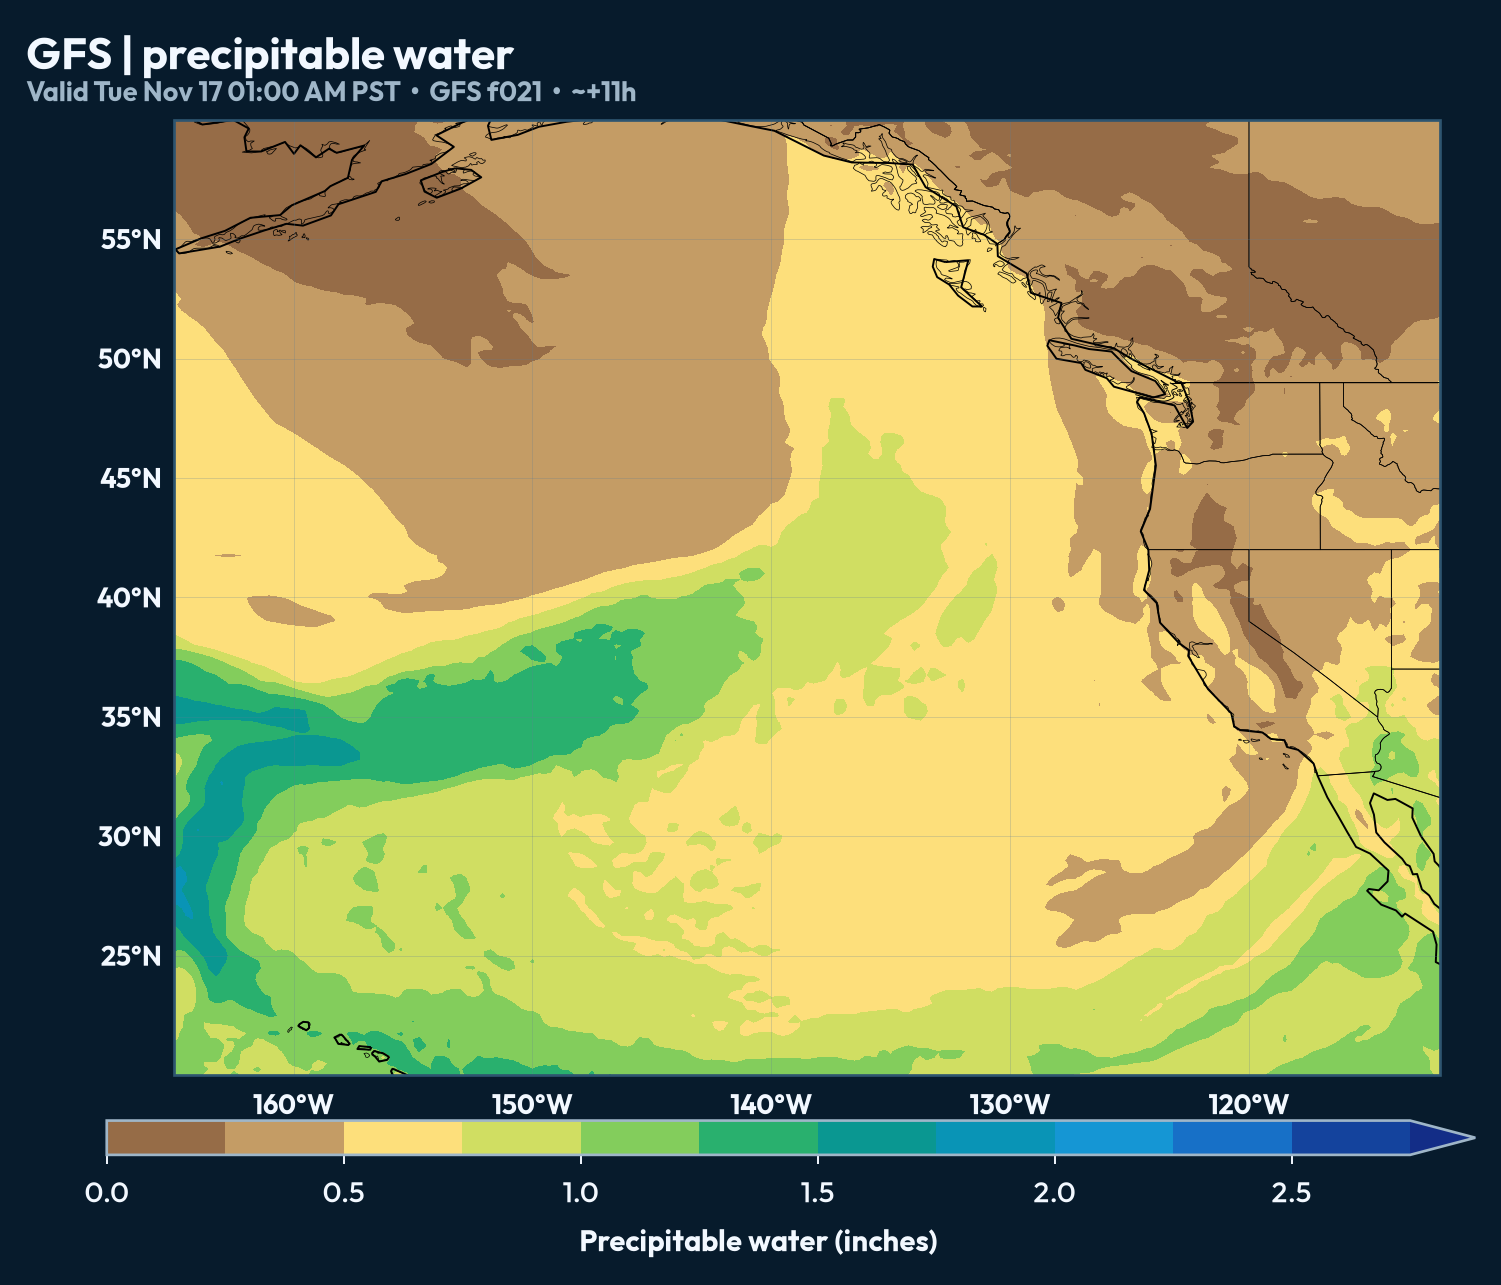 GFS | precipitable water
Valid Tue Nov 17 01:00 AM PST • GFS f021 • ~+11h
55°N
50°N
45°N
40°N
35°N
30°N
25°N
160°W 150°W 140°W 130°W 120°W
0.0 0.5 1.0 1.5 2.0 2.5
Precipitable water (inches)